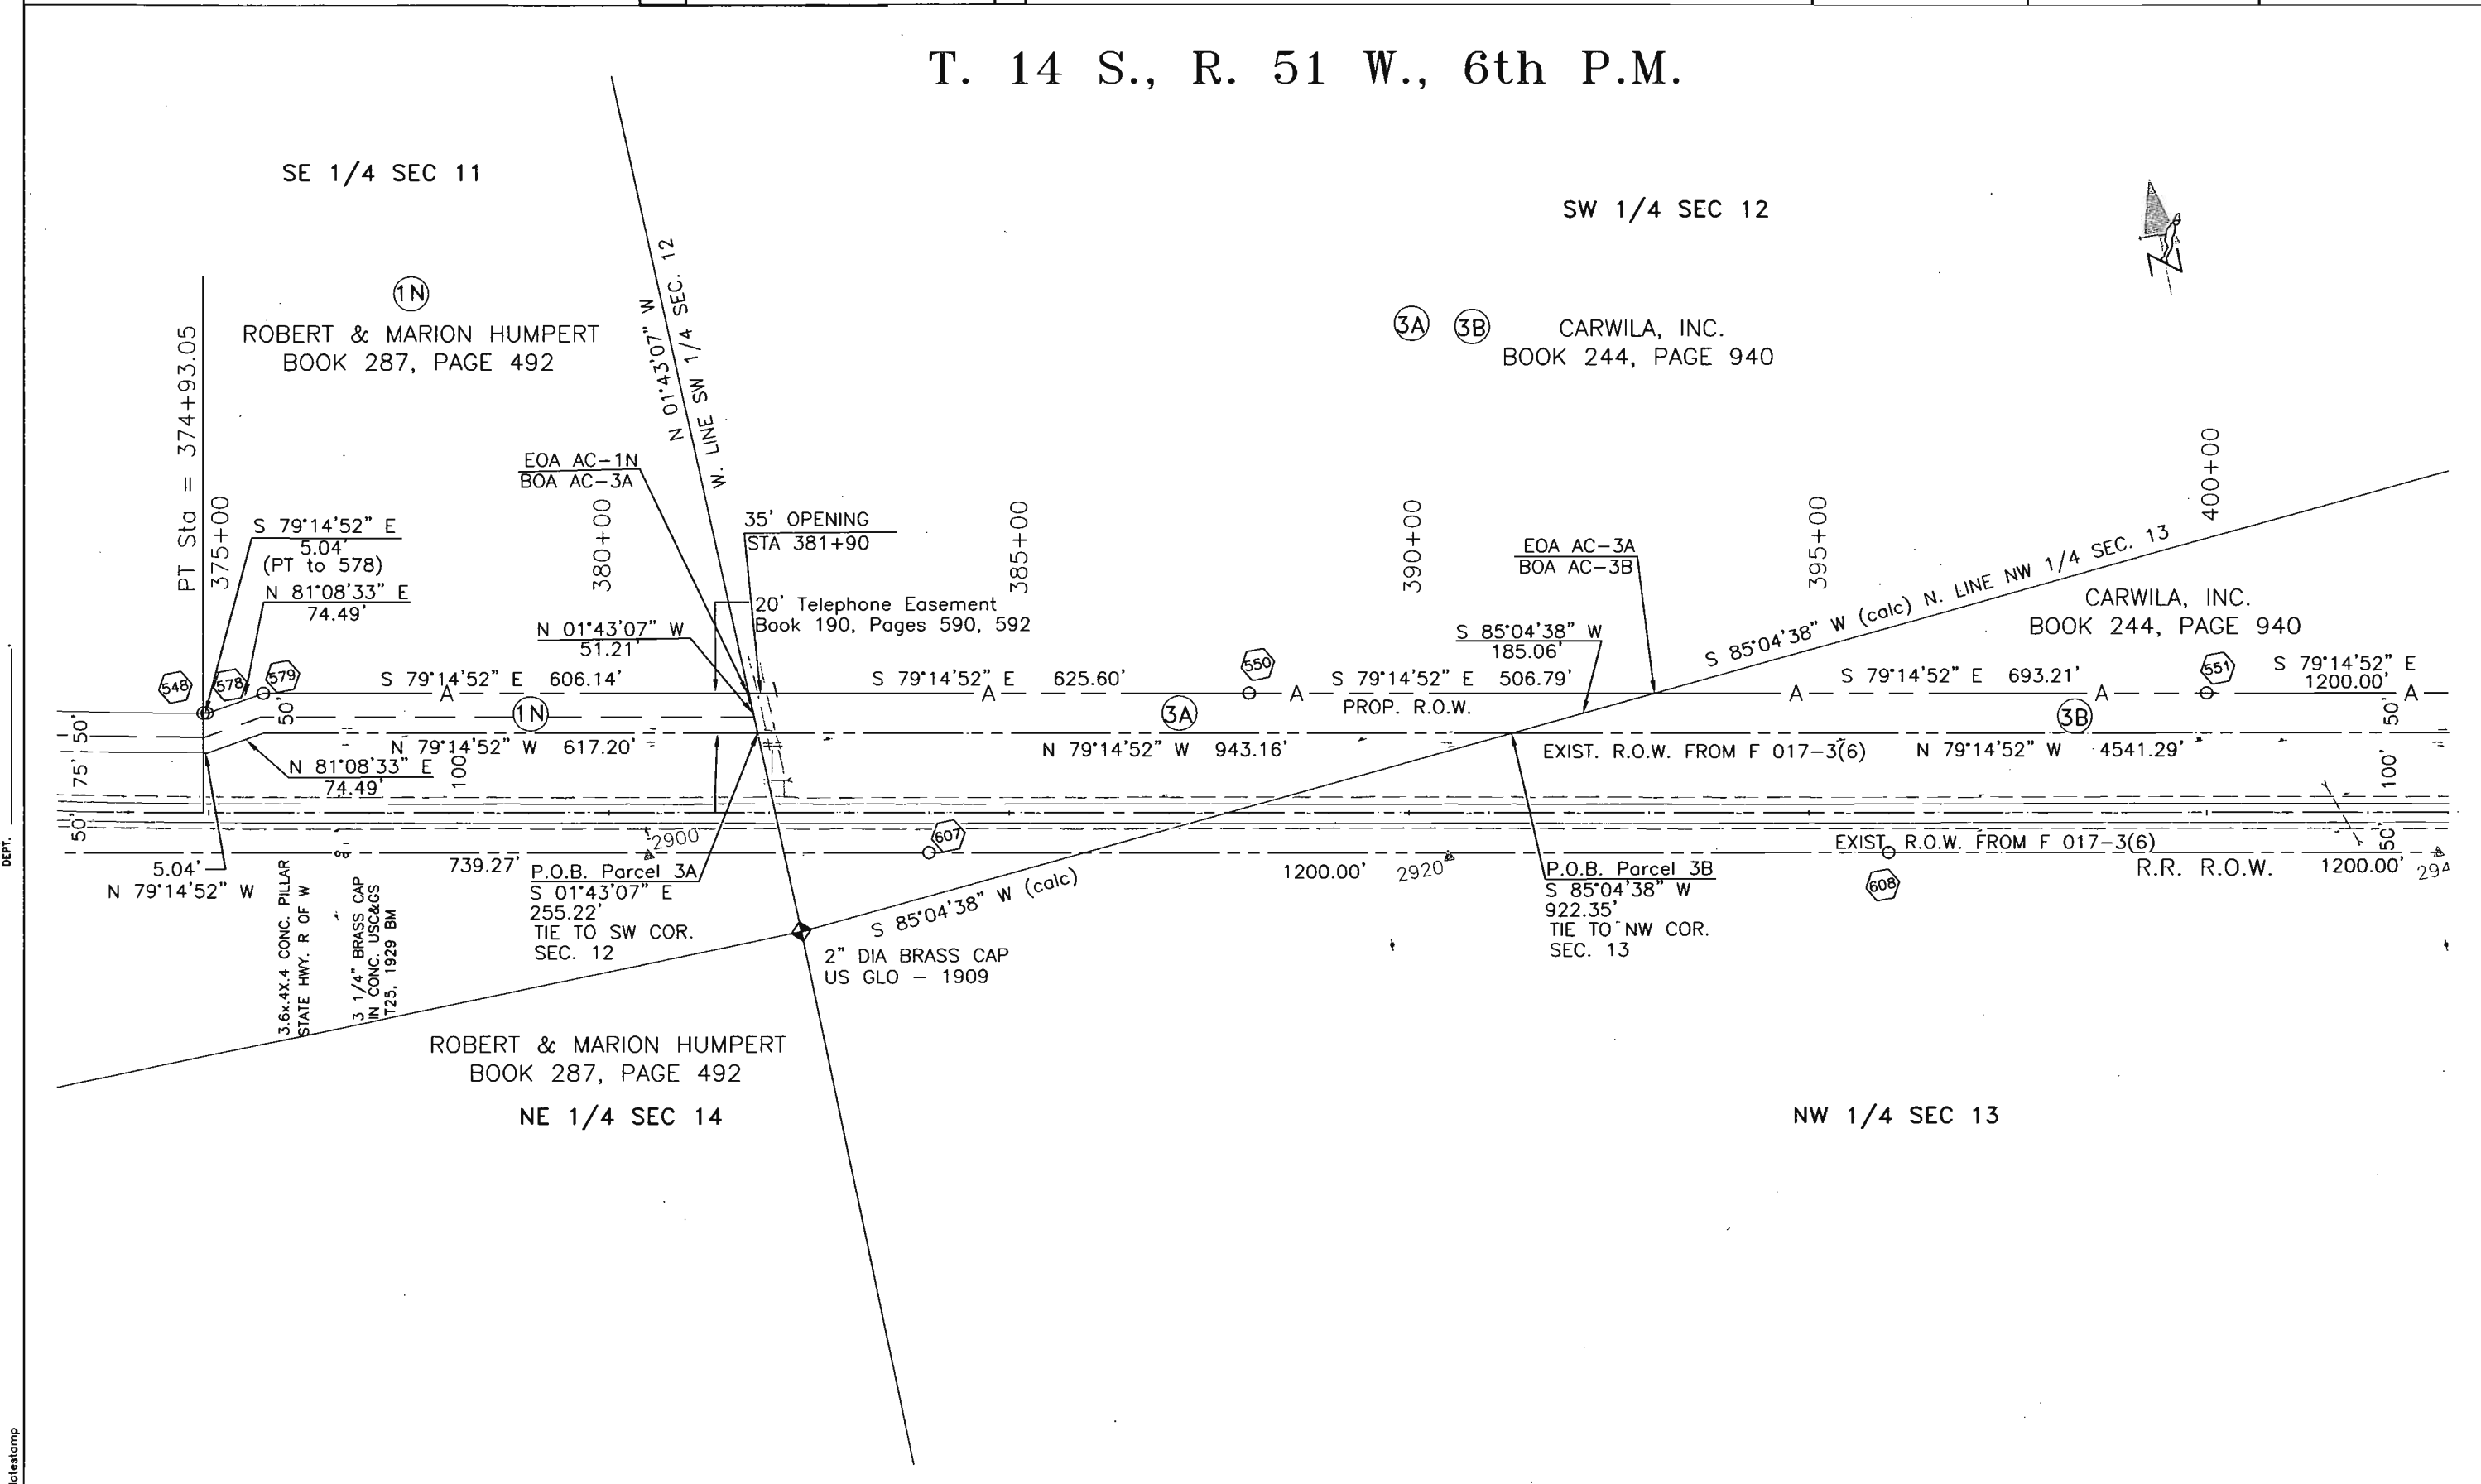 T. 14 S., R. 51 W., 6th P.M.
SE 1/4 SEC 11
SW 1/4 SEC 12
1N
ROBERT & MARION HUMPERT
BOOK 287, PAGE 492
3A 3B
CARWILA, INC.
BOOK 244, PAGE 940
N 01°43'07" W
W. LINE SW 1/4 SEC. 12
PT Sta = 374+93.05
375+00
380+00
385+00
390+00
395+00
400+00
S 79°14'52" E
5.04'
(PT to 578)
N 81°08'33" E
74.49'
EOA AC-1N
BOA AC-3A
N 01°43'07" W
51.21'
35' OPENING
STA 381+90
20' Telephone Easement
Book 190, Pages 590, 592
EOA AC-3A
BOA AC-3B
S 85°04'38" W
185.06'
S 85°04'38" W (calc) N. LINE NW 1/4 SEC. 13
CARWILA, INC.
BOOK 244, PAGE 940
548
578
579
550
551
S 79°14'52" E 606.14'
A
S 79°14'52" E 625.60'
A
A
S 79°14'52" E 506.79'
PROP. R.O.W.
A
S 79°14'52" E 693.21'
A
S 79°14'52" E
1200.00'
A
50'
50'
1N
3A
3B
50'
N 79°14'52" W 617.20'
N 79°14'52" W 943.16'
EXIST. R.O.W. FROM F 017-3(6)
N 79°14'52" W 4541.29'
75'
N 81°08'33" E
74.49'
100'
100'
50'
50'
5.04'
N 79°14'52" W
739.27'
2900
607
1200.00'
2920
EXIST. R.O.W. FROM F 017-3(6)
608
R.R. R.O.W.
1200.00'
294
3.6x.4X.4 CONC. PILLAR
STATE HWY. R OF W
3 1/4" BRASS CAP
IN CONC. USC&GS
T25, 1929 BM
P.O.B. Parcel 3A
S 01°43'07" E
255.22'
TIE TO SW COR.
SEC. 12
S 85°04'38" W (calc)
2" DIA BRASS CAP
US GLO - 1909
P.O.B. Parcel 3B
S 85°04'38" W
922.35'
TIE TO NW COR.
SEC. 13
ROBERT & MARION HUMPERT
BOOK 287, PAGE 492
NE 1/4 SEC 14
NW 1/4 SEC 13
DEPT.
N